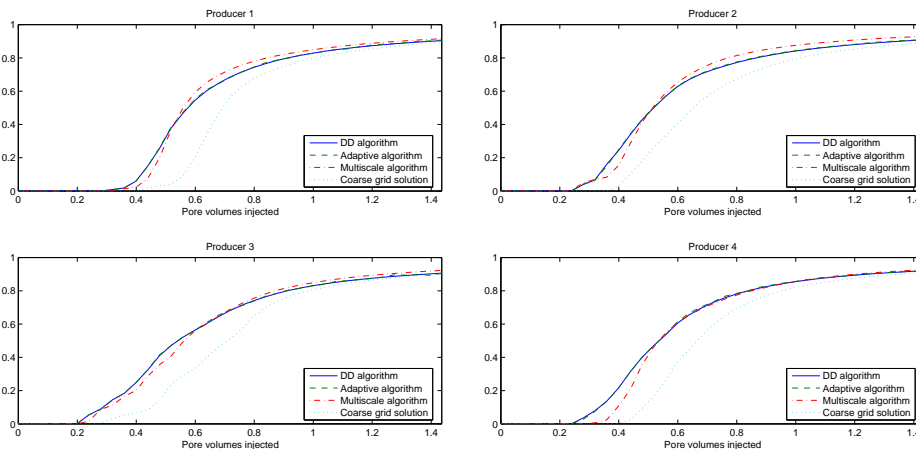 Producer 1
1
0.8
0.6
0.4
0.2
0
0 0.2 0.4 0.6 0.8 1 1.2 1.4
Pore volumes injected
DD algorithm
Adaptive algorithm
Multiscale algorithm
Coarse grid solution
Producer 2
1
0.8
0.6
0.4
0.2
0
0 0.2 0.4 0.6 0.8 1 1.2 1.4
Pore volumes injected
DD algorithm
Adaptive algorithm
Multiscale algorithm
Coarse grid solution
Producer 3
1
0.8
0.6
0.4
0.2
0
0 0.2 0.4 0.6 0.8 1 1.2 1.4
Pore volumes injected
DD algorithm
Adaptive algorithm
Multiscale algorithm
Coarse grid solution
Producer 4
1
0.8
0.6
0.4
0.2
0
0 0.2 0.4 0.6 0.8 1 1.2 1.4
Pore volumes injected
DD algorithm
Adaptive algorithm
Multiscale algorithm
Coarse grid solution